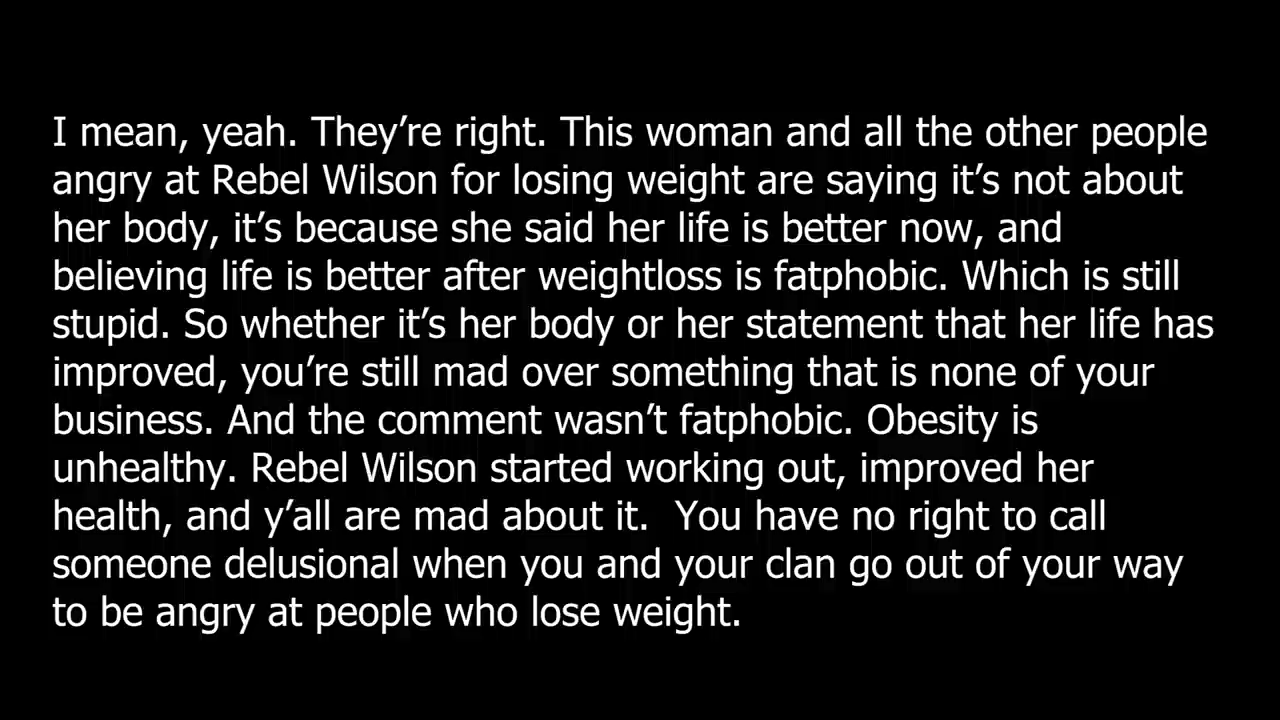 I mean, yeah. They’re right. This woman and all the other people
angry at Rebel Wilson for losing weight are saying it’s not about
her body, it’s because she said her life is better now, and
believing life is better after weightloss is fatphobic. Which is still
stupid. So whether it’s her body or her statement that her life has
improved, you’re still mad over something that is none of your
business. And the comment wasn’t fatphobic. Obesity is
unhealthy. Rebel Wilson started working out, improved her
health, and y’all are mad about it.  You have no right to call
someone delusional when you and your clan go out of your way
to be angry at people who lose weight.